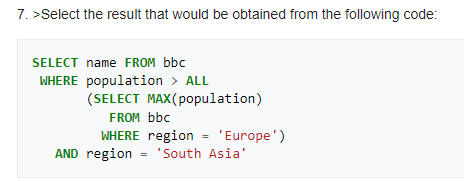 7. >Select the result that would be obtained from the following code:
SELECT name FROM bbc
WHERE population > ALL
(SELECT MAX(population)
FROM bbc
WHERE region = 'Europe')
AND region = 'South Asia'